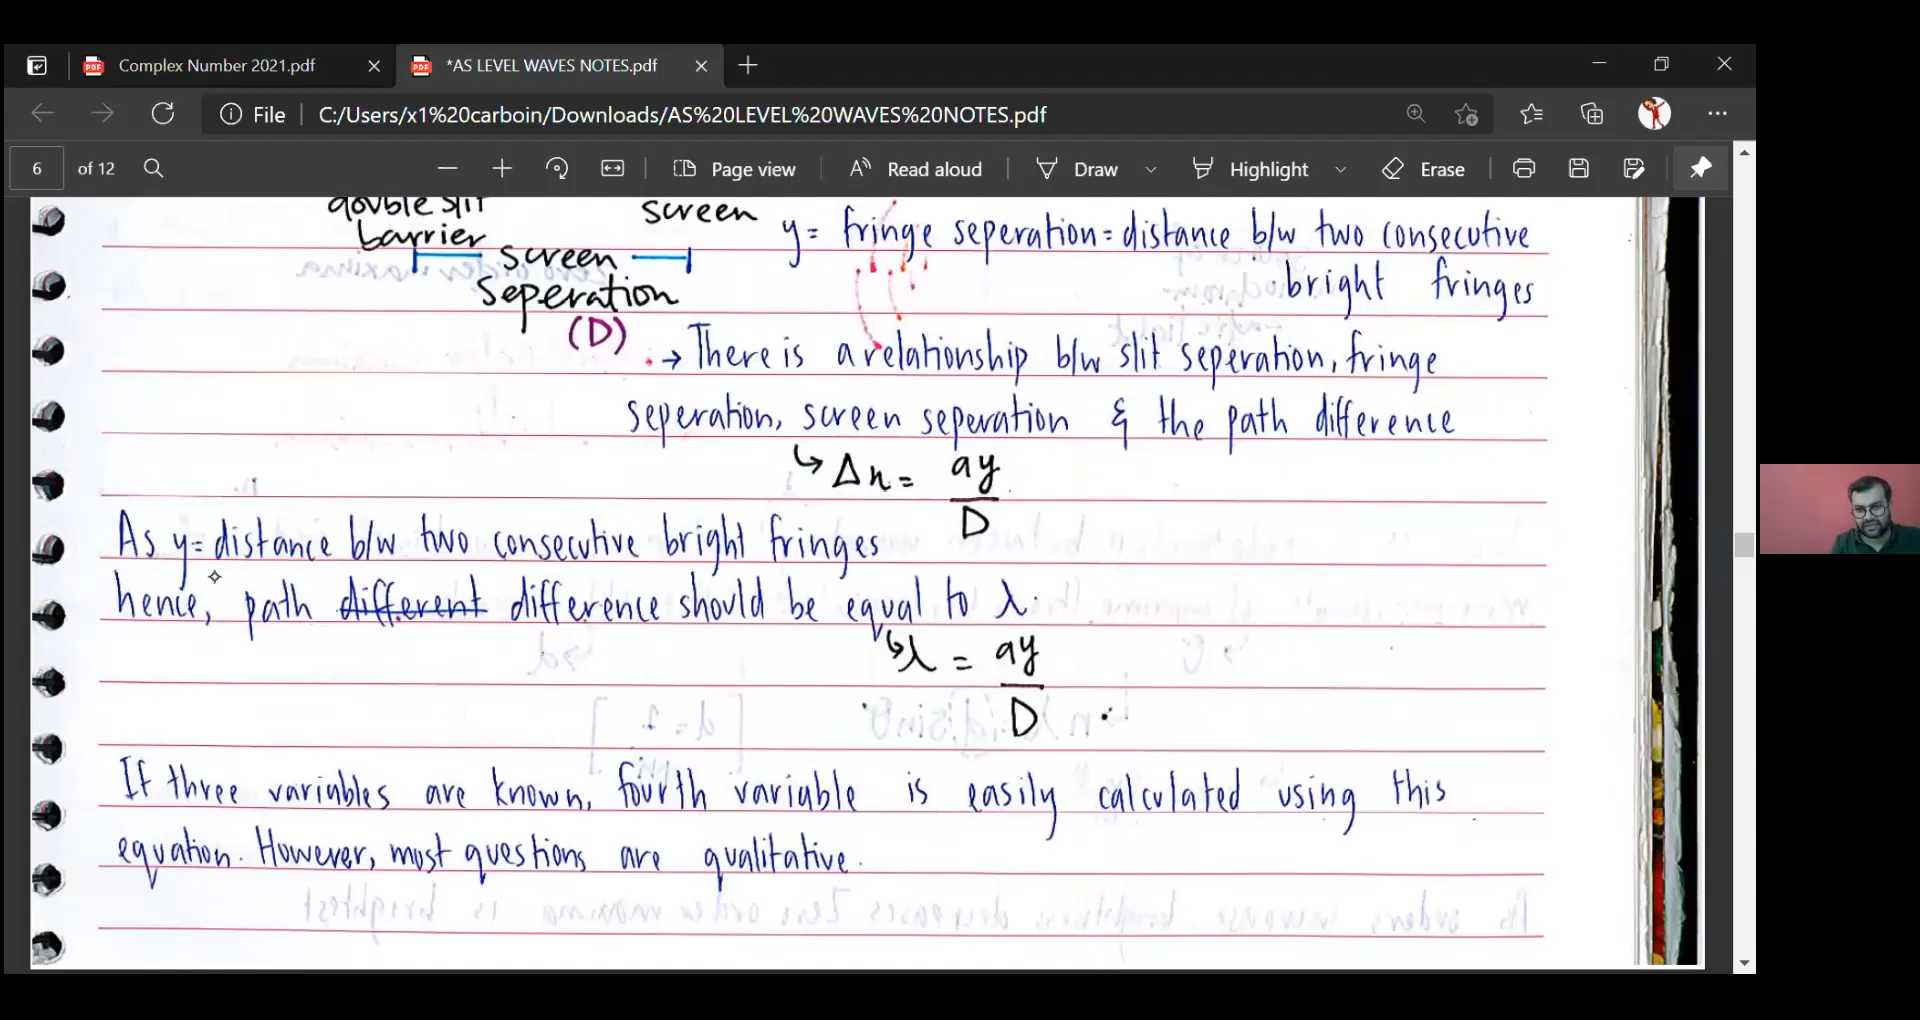 Complex Number 2021.pdf
*AS LEVEL WAVES NOTES.pdf
File
C:/Users/x1%20carboin/Downloads/AS%20LEVEL%20WAVES%20NOTES.pdf
6 of 12
Page view
Read aloud
Draw
Highlight
Erase
double slit
barrier
screen
y= fringe seperation= distance b/w two consecutive
bright fringes
screen
seperation
(D)
→ There is a relationship b/w slit seperation, fringe
seperation, screen seperation & the path difference
↳ Δx = ay/D
As y= distance b/w two consecutive bright fringes
hence, path different difference should be equal to λ.
↳ λ = ay/D
If three variables are known, fourth variable is easily calculated using this
equation. However, most questions are qualitative.